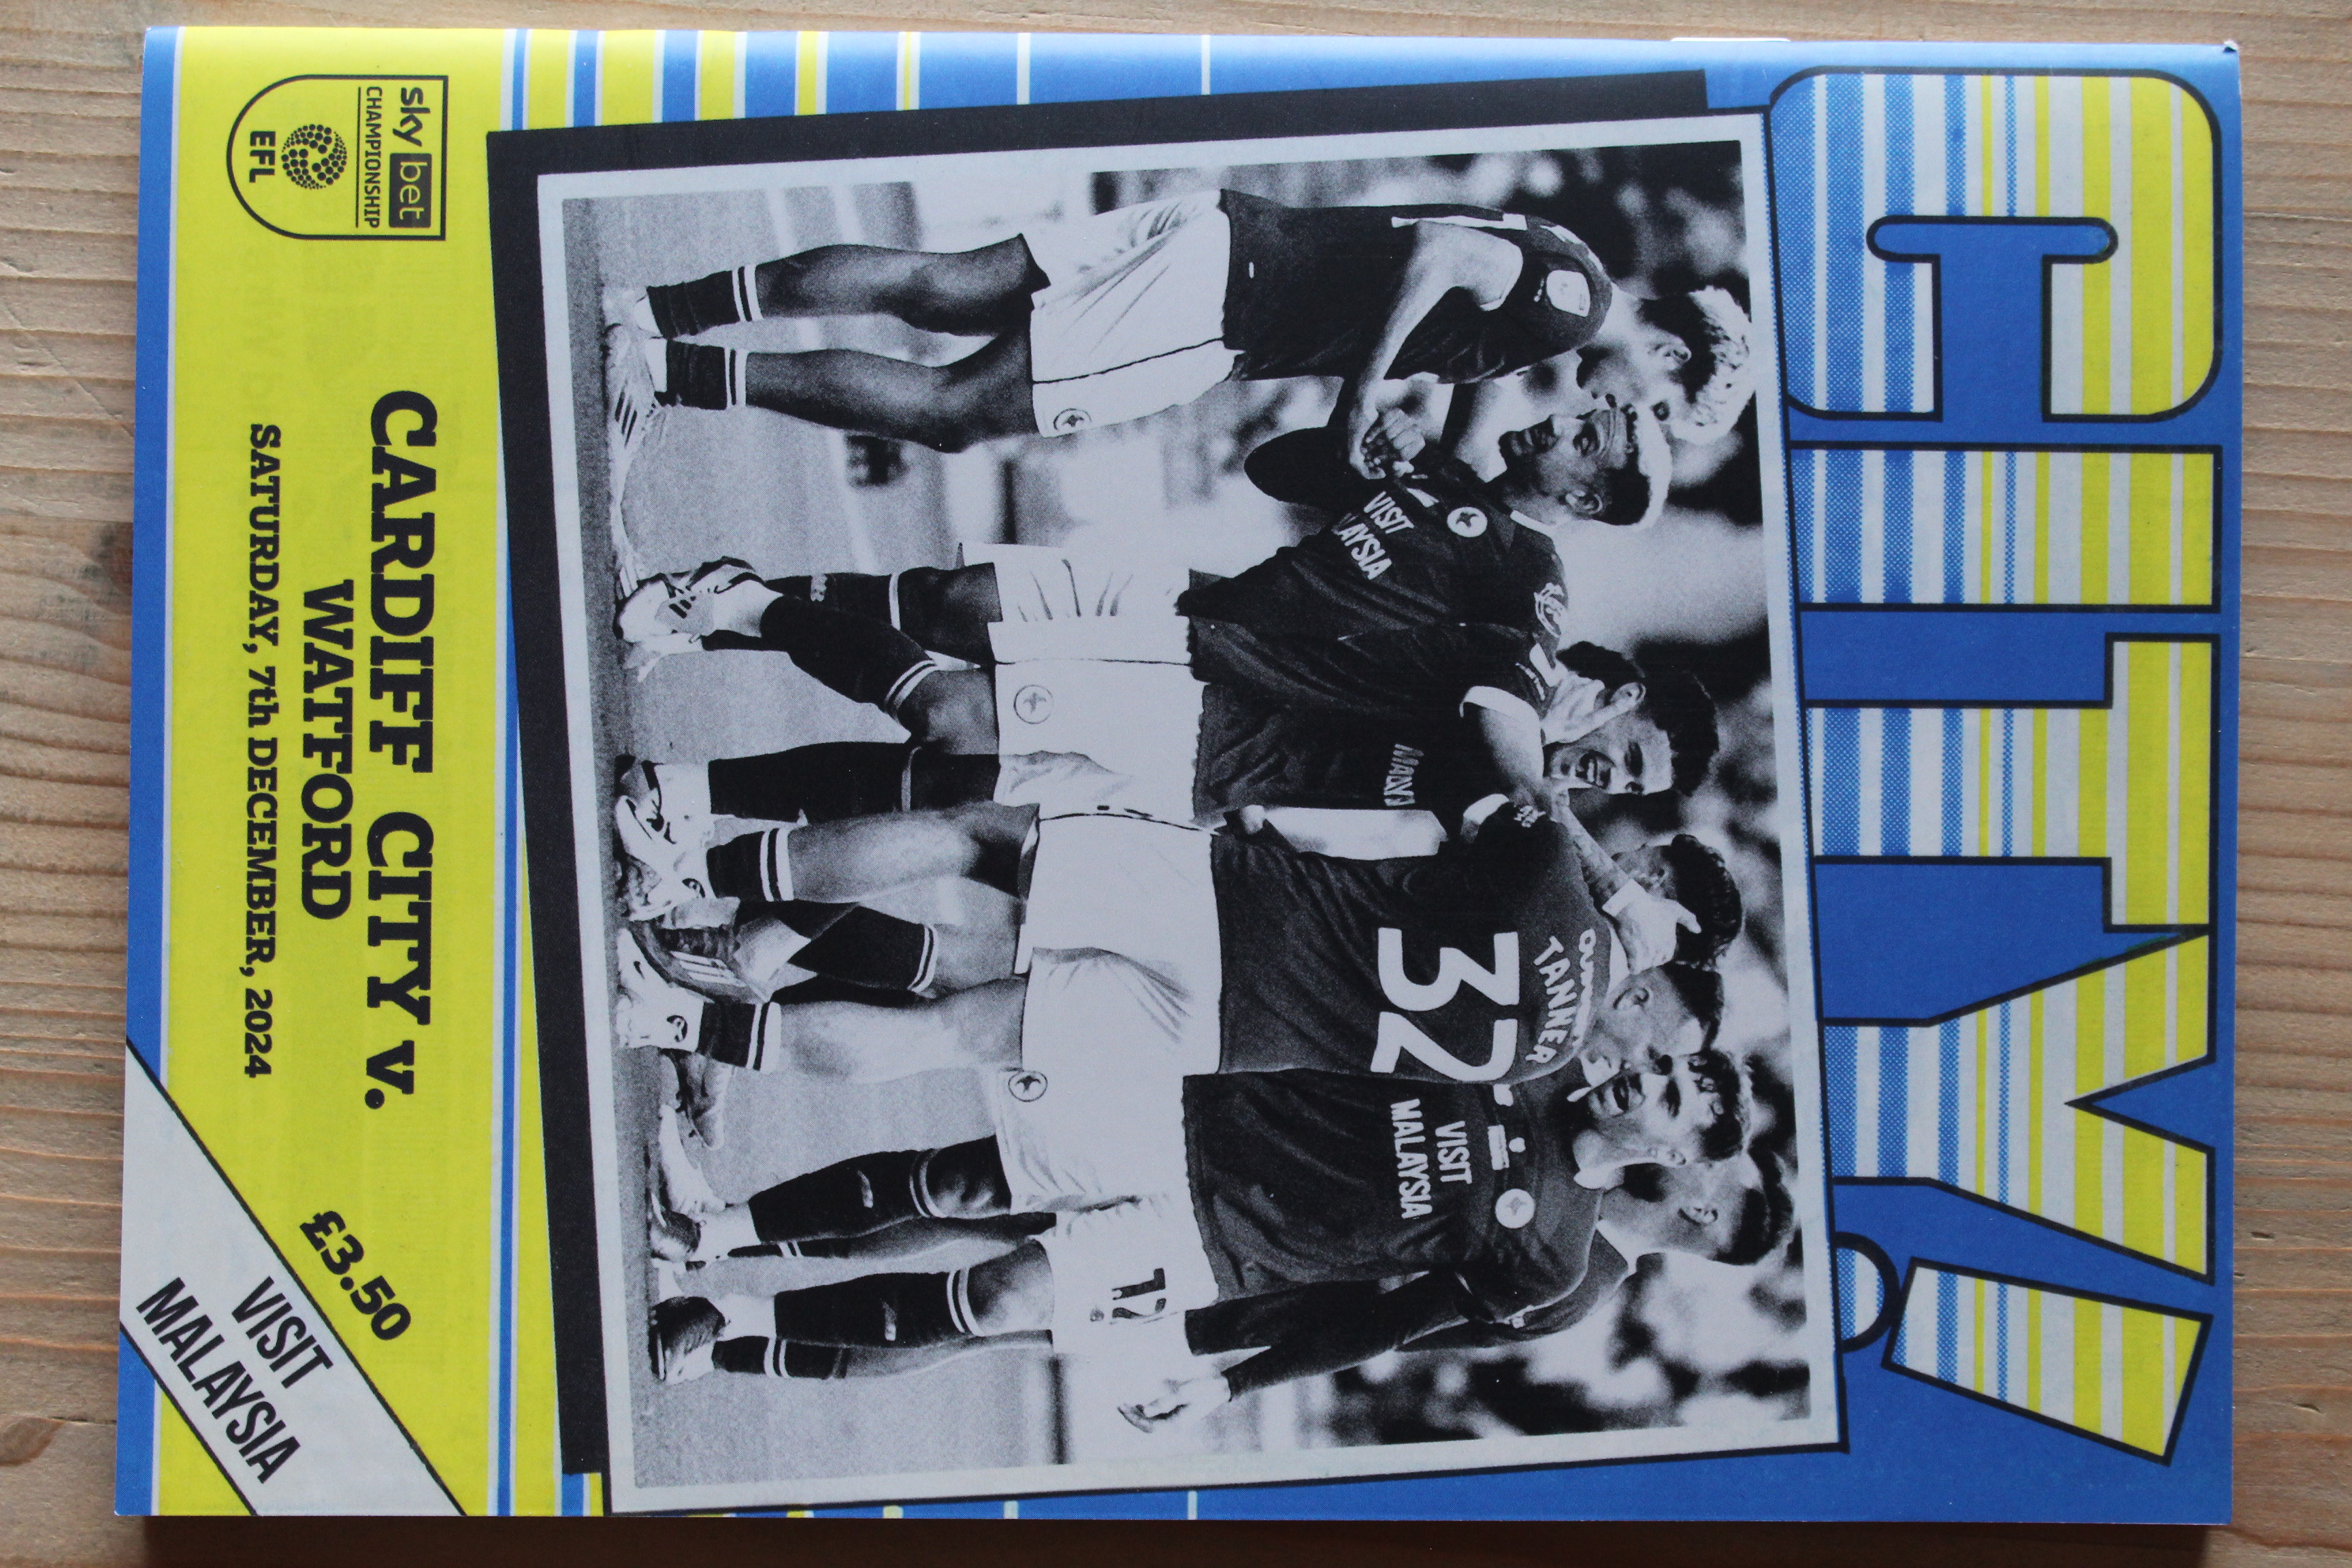 CITY!
VISIT
MALAYSIA
TANNER
32
VISIT
MALAYSIA
12
CARDIFF CITY v.
WATFORD
SATURDAY, 7th DECEMBER, 2024
sky bet
CHAMPIONSHIP
EFL
£3.50
VISIT
MALAYSIA